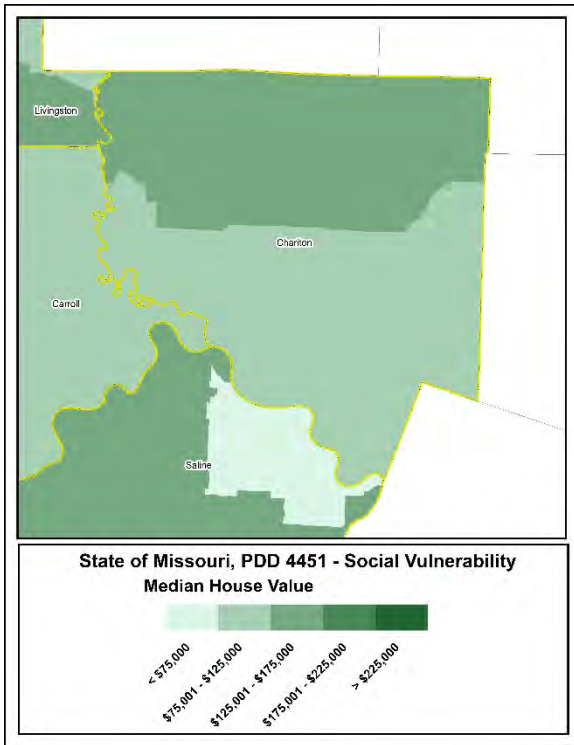 Livingston
Chariton
Carroll
Saline
State of Missouri, PDD 4451 - Social Vulnerability
Median House Value
< $75,000
$75,001 - $125,000
$125,001 - $175,000
$175,001 - $225,000
> $225,000